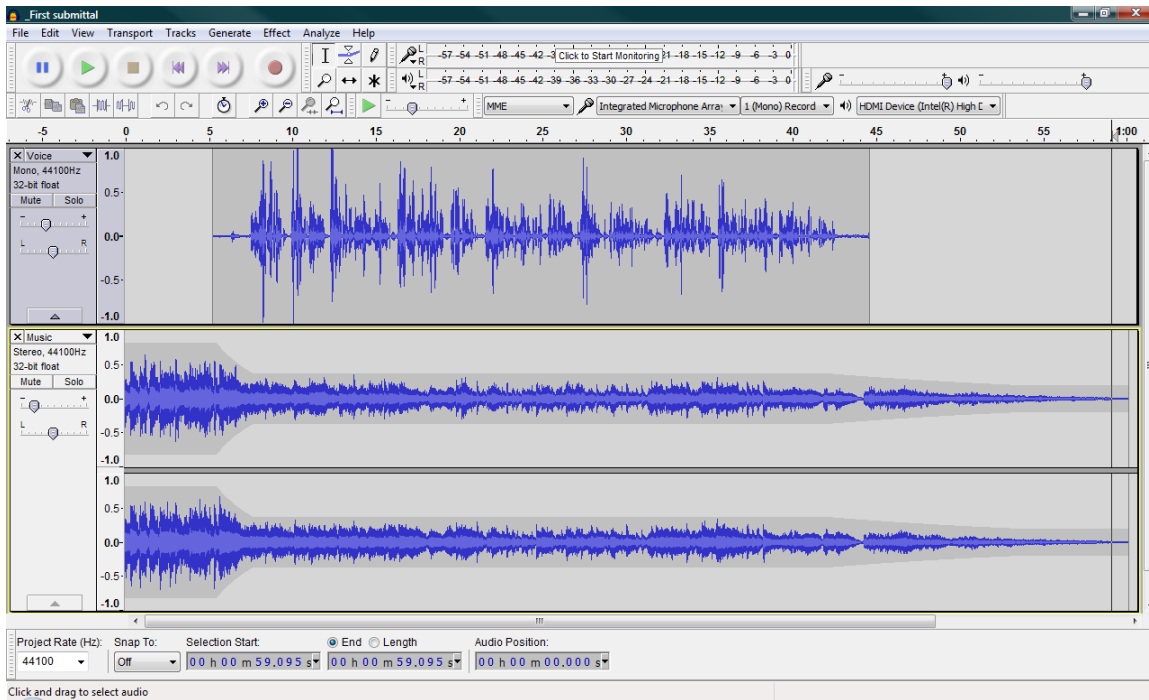 _First submittal
File Edit View Transport Tracks Generate Effect Analyze Help
L R -57 -54 -51 -48 -45 -42 -3 Click to Start Monitoring 21 -18 -15 -12 -9 -6 -3 0
L R -57 -54 -51 -48 -45 -42 -39 -36 -33 -30 -27 -24 -21 -18 -15 -12 -9 -6 -3 0
MME Integrated Microphone Array 1 (Mono) Record HDMI Device (Intel(R) High D
-5 0 5 10 15 20 25 30 35 40 45 50 55 1:00
X Voice 1.0
Mono, 44100Hz
32-bit float
Mute Solo 0.5
- +
0.0
L R
-0.5
-1.0
X Music 1.0
Stereo, 44100Hz
32-bit float 0.5
Mute Solo
- + 0.0
L R
-0.5
-1.0
1.0
0.5
0.0
-0.5
-1.0
Project Rate (Hz): Snap To: Selection Start: End Length Audio Position:
44100 Off 00 h 00 m 59.095 s 00 h 00 m 59.095 s 00 h 00 m 00.000 s
Click and drag to select audio